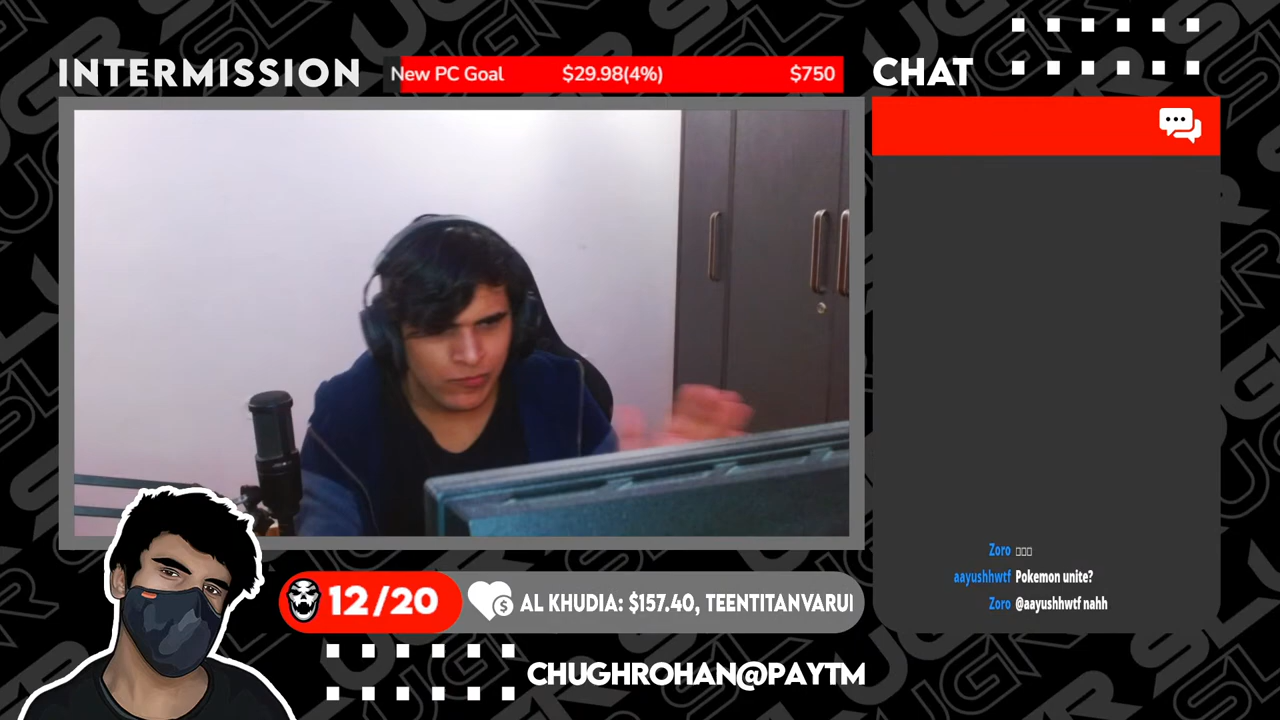 INTERMISSION
New PC Goal $29.98(4%) $750
CHAT
Zoro
aayushhwtf Pokemon unite?
Zoro @aayushhwtf nahh
12/20
AL KHUDIA: $157.40, TEENTITANVARU
CHUGHROHAN@PAYTM